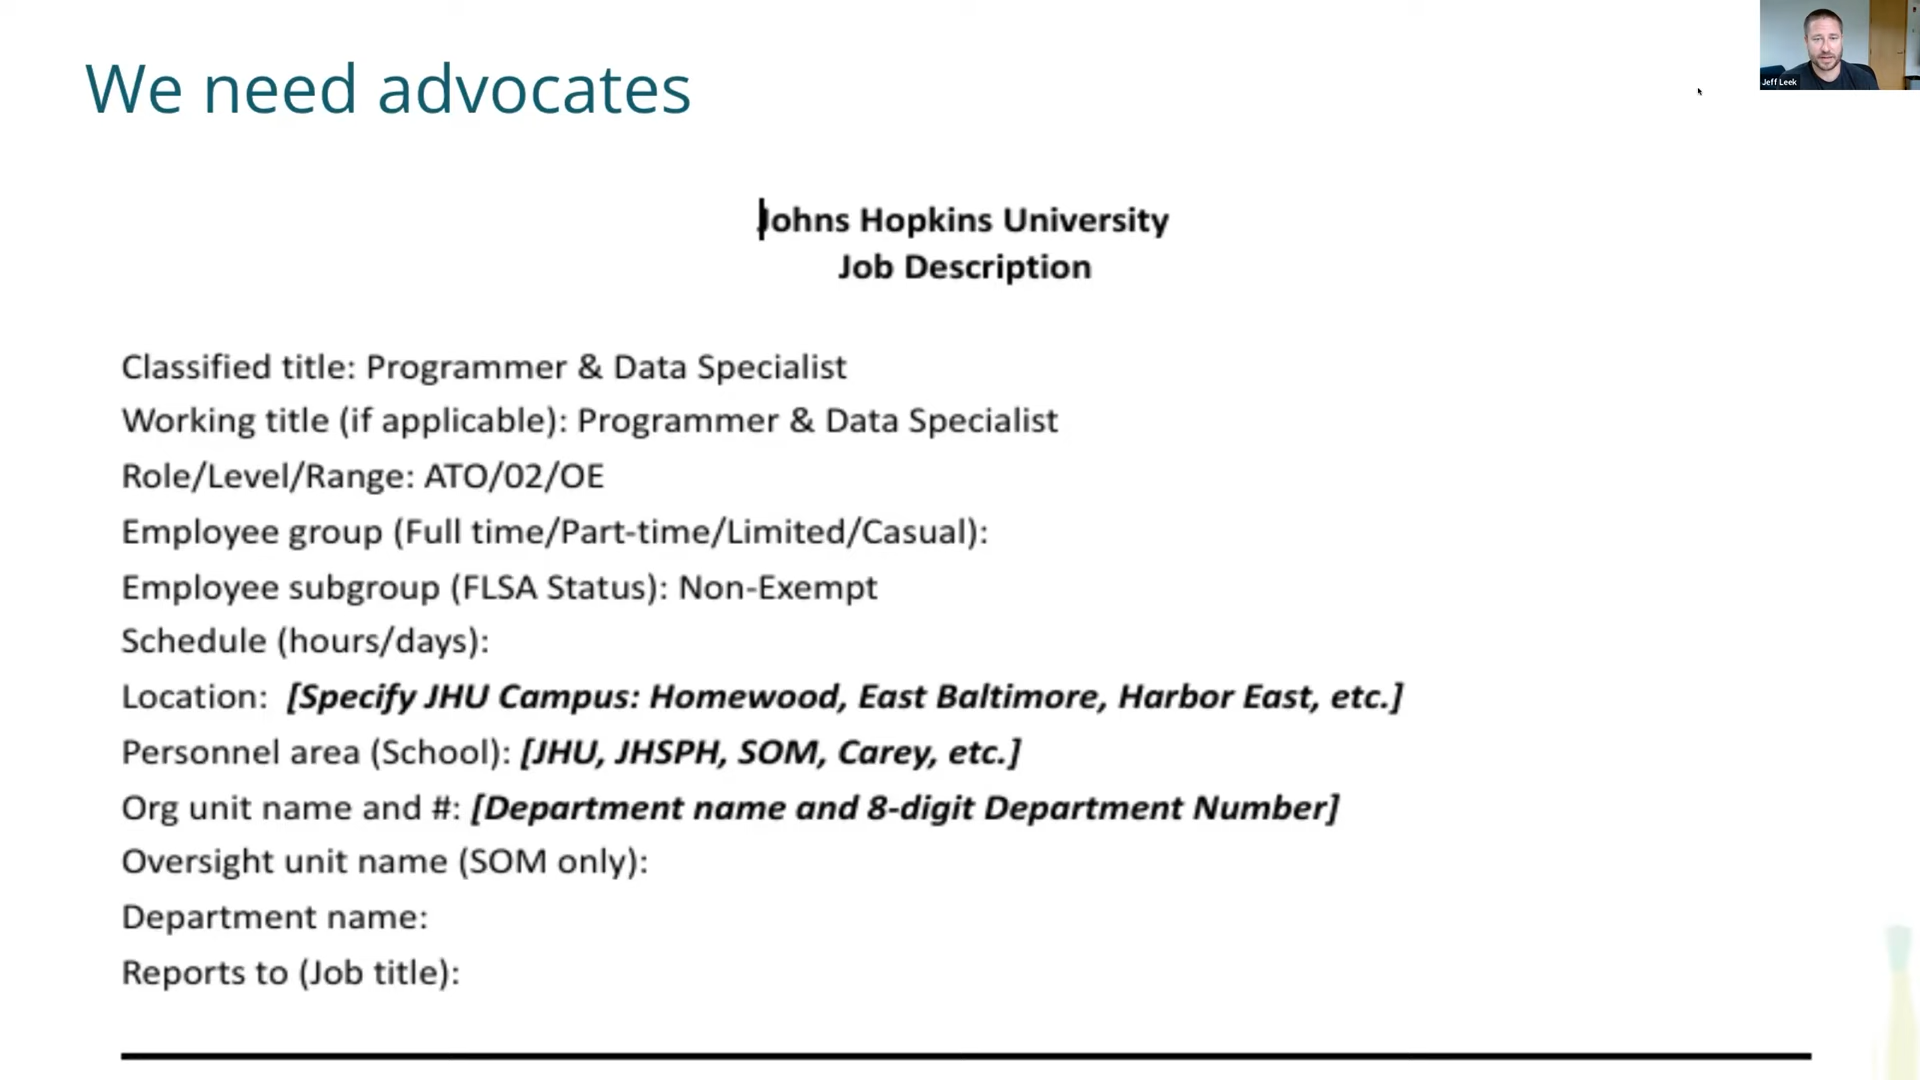 We need advocates
Jeff Leek
Johns Hopkins University
Job Description
Classified title: Programmer & Data Specialist
Working title (if applicable): Programmer & Data Specialist
Role/Level/Range: ATO/02/OE
Employee group (Full time/Part-time/Limited/Casual):
Employee subgroup (FLSA Status): Non-Exempt
Schedule (hours/days):
Location: [Specify JHU Campus: Homewood, East Baltimore, Harbor East, etc.]
Personnel area (School): [JHU, JHSPH, SOM, Carey, etc.]
Org unit name and #: [Department name and 8-digit Department Number]
Oversight unit name (SOM only):
Department name:
Reports to (Job title):